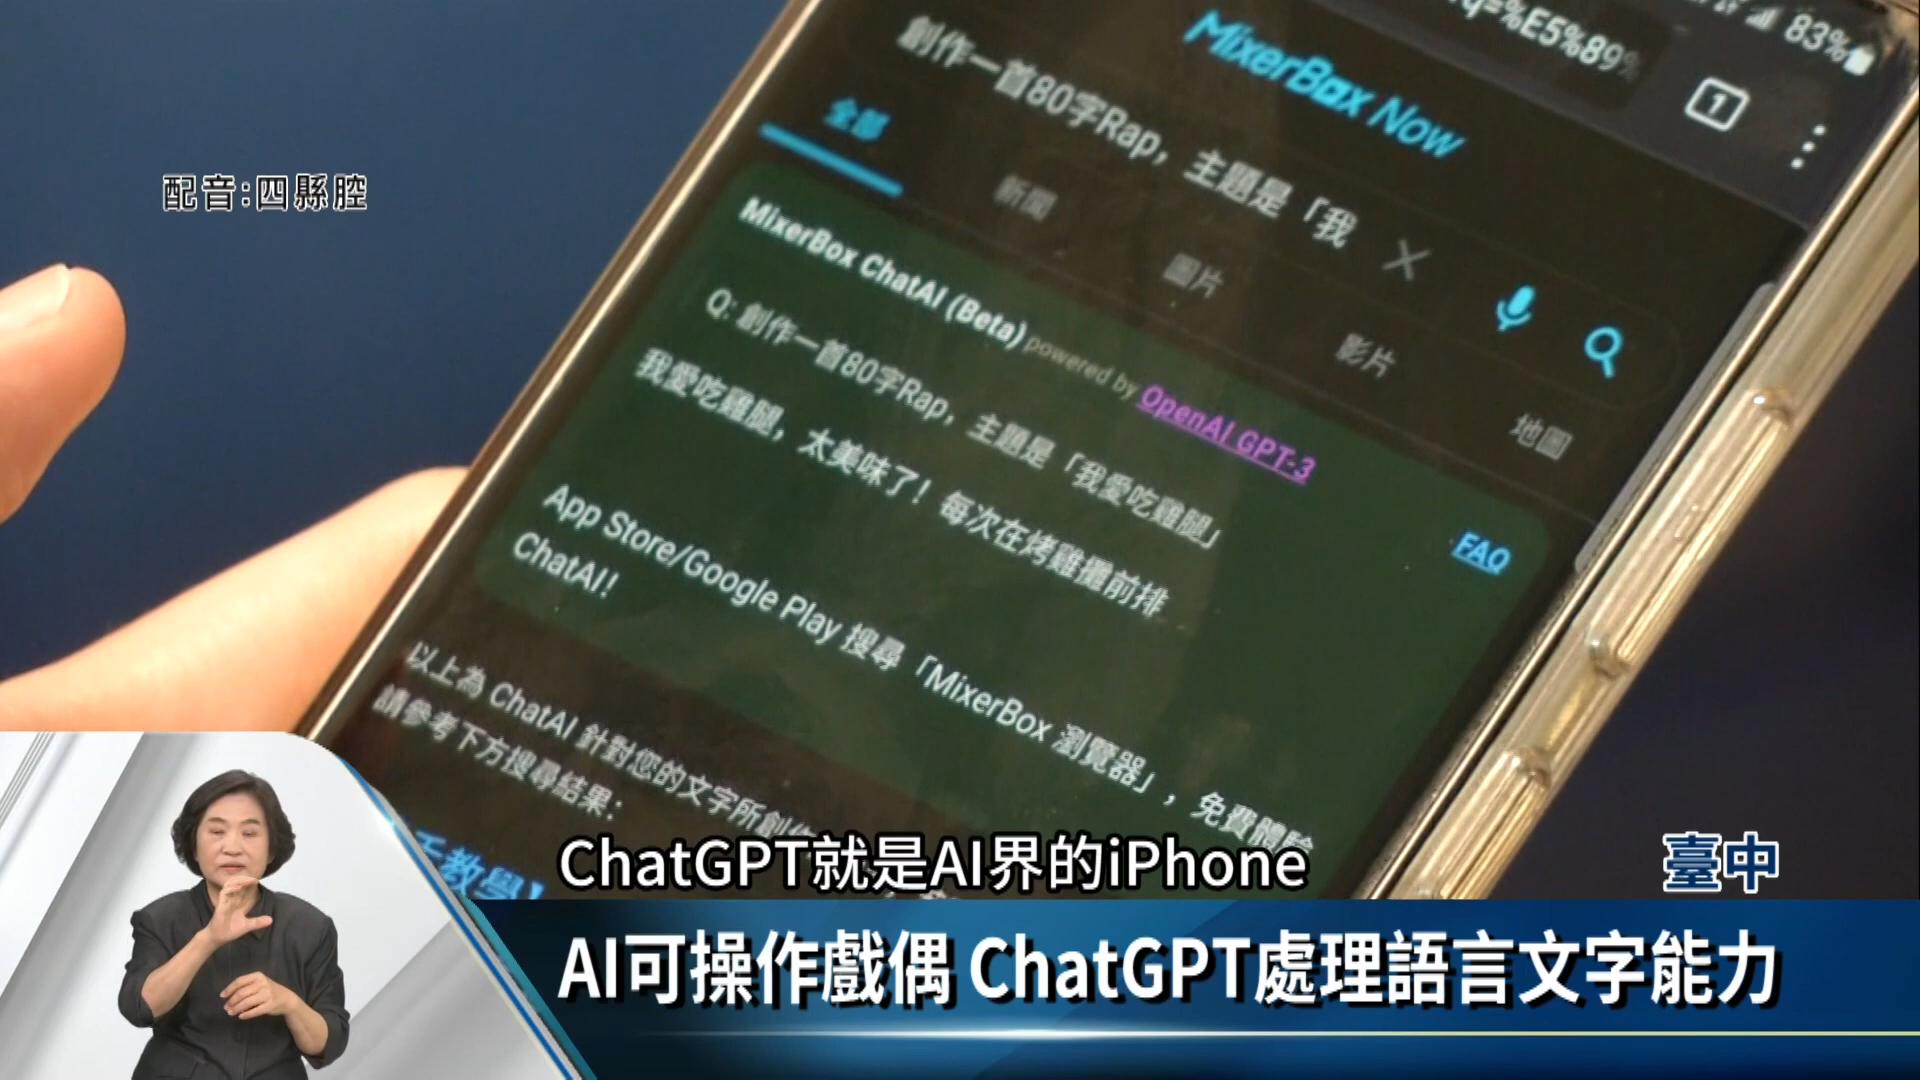 q=%E5%89%
83%
1
MixerBox Now
創作一首80字Rap，主題是「我
全部
新聞
圖片
影片
地圖
配音:四縣腔
MixerBox ChatAI (Beta) powered by OpenAI GPT-3
Q: 創作一首80字Rap，主題是「我愛吃雞腿」
我愛吃雞腿，太美味了！每次在烤雞攤前排
FAQ
App Store/Google Play 搜尋「MixerBox 瀏覽器」，免費體驗
ChatAI！
以上為 ChatAI 針對您的文字所創作
請參考下方搜尋結果：
教學】
ChatGPT就是AI界的iPhone
臺中
AI可操作戲偶 ChatGPT處理語言文字能力